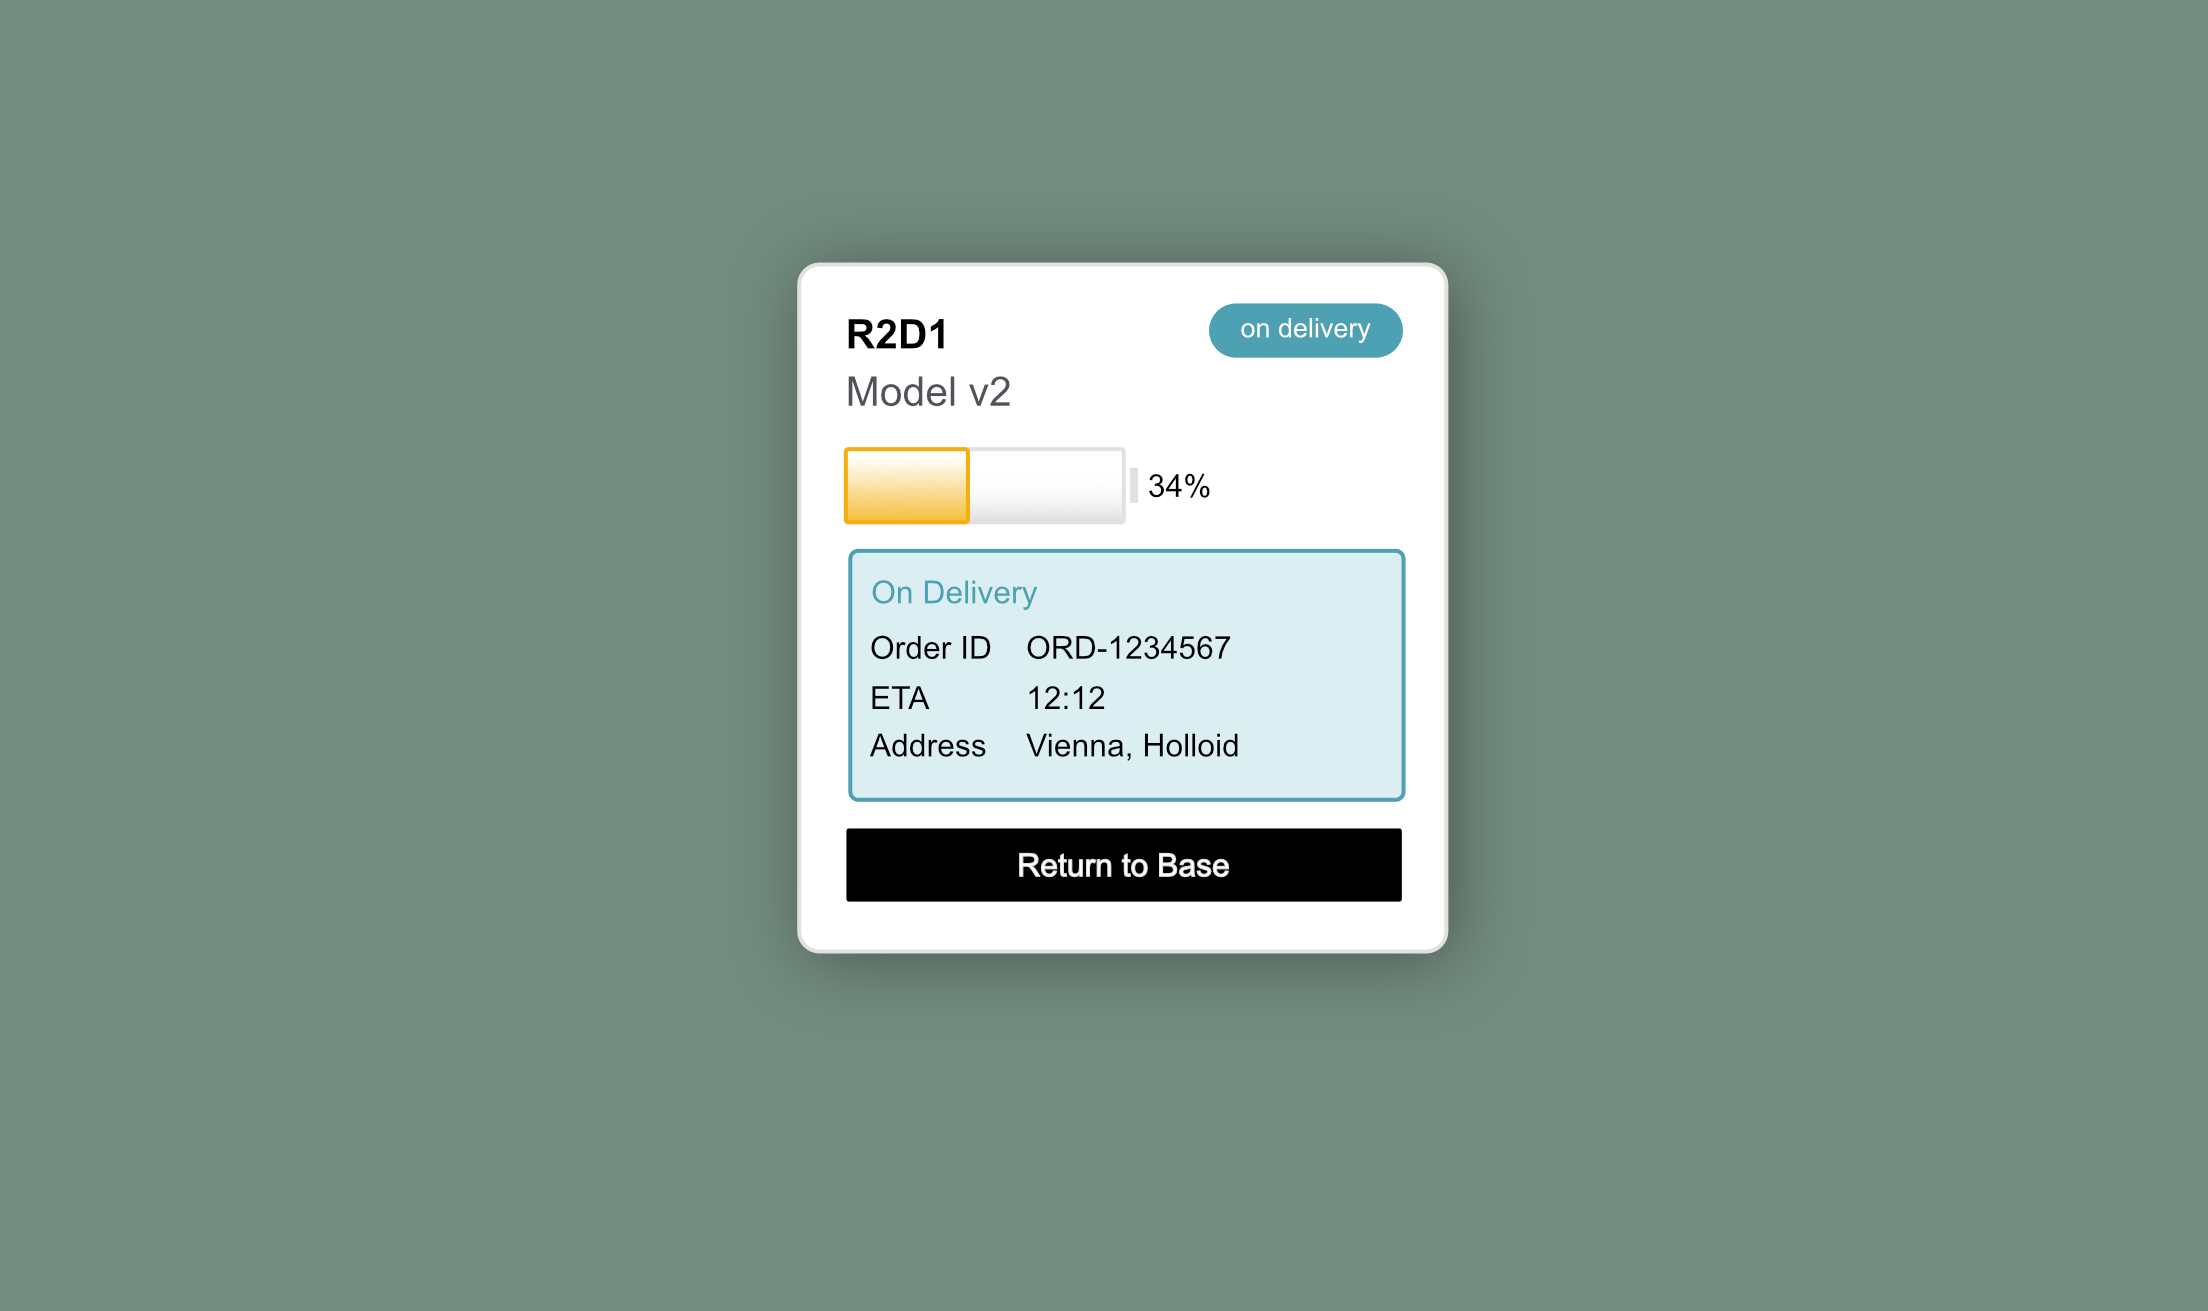 R2D1
on delivery
Model v2
34%
On Delivery
Order ID ORD-1234567
ETA 12:12
Address Vienna, Holloid
Return to Base